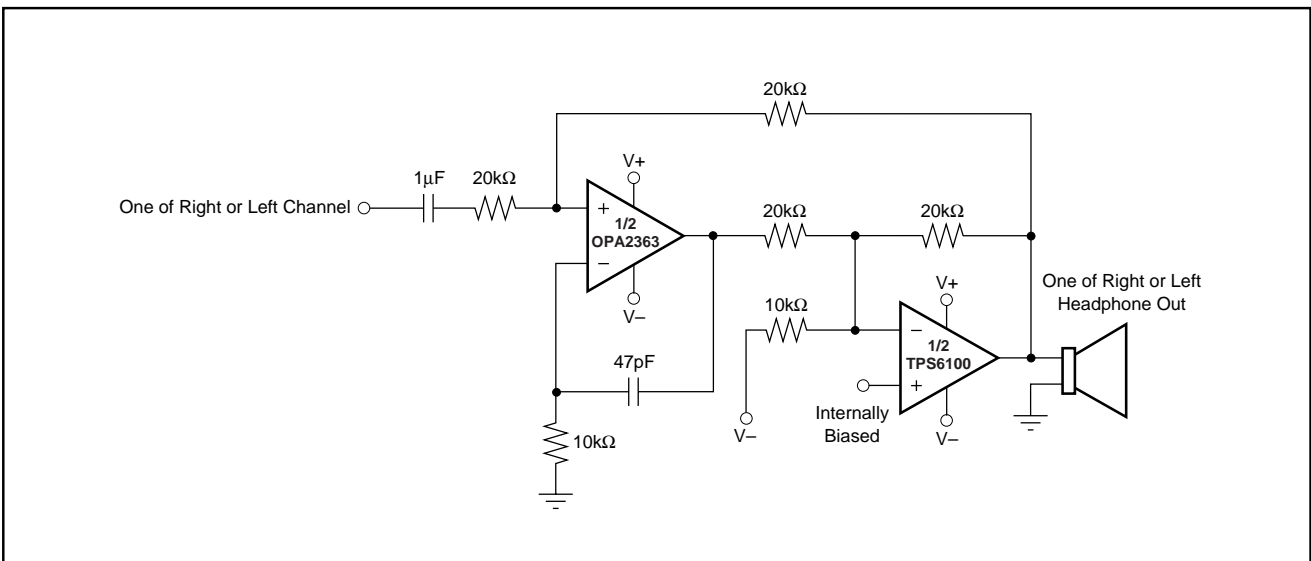 20kΩ
V+
1µF
20kΩ
One of Right or Left Channel
+
1/2
OPA2363
–
V–
20kΩ
20kΩ
One of Right or Left
Headphone Out
V+
10kΩ
–
1/2
TPS6100
+
47pF
Internally
Biased
V–
V–
10kΩ